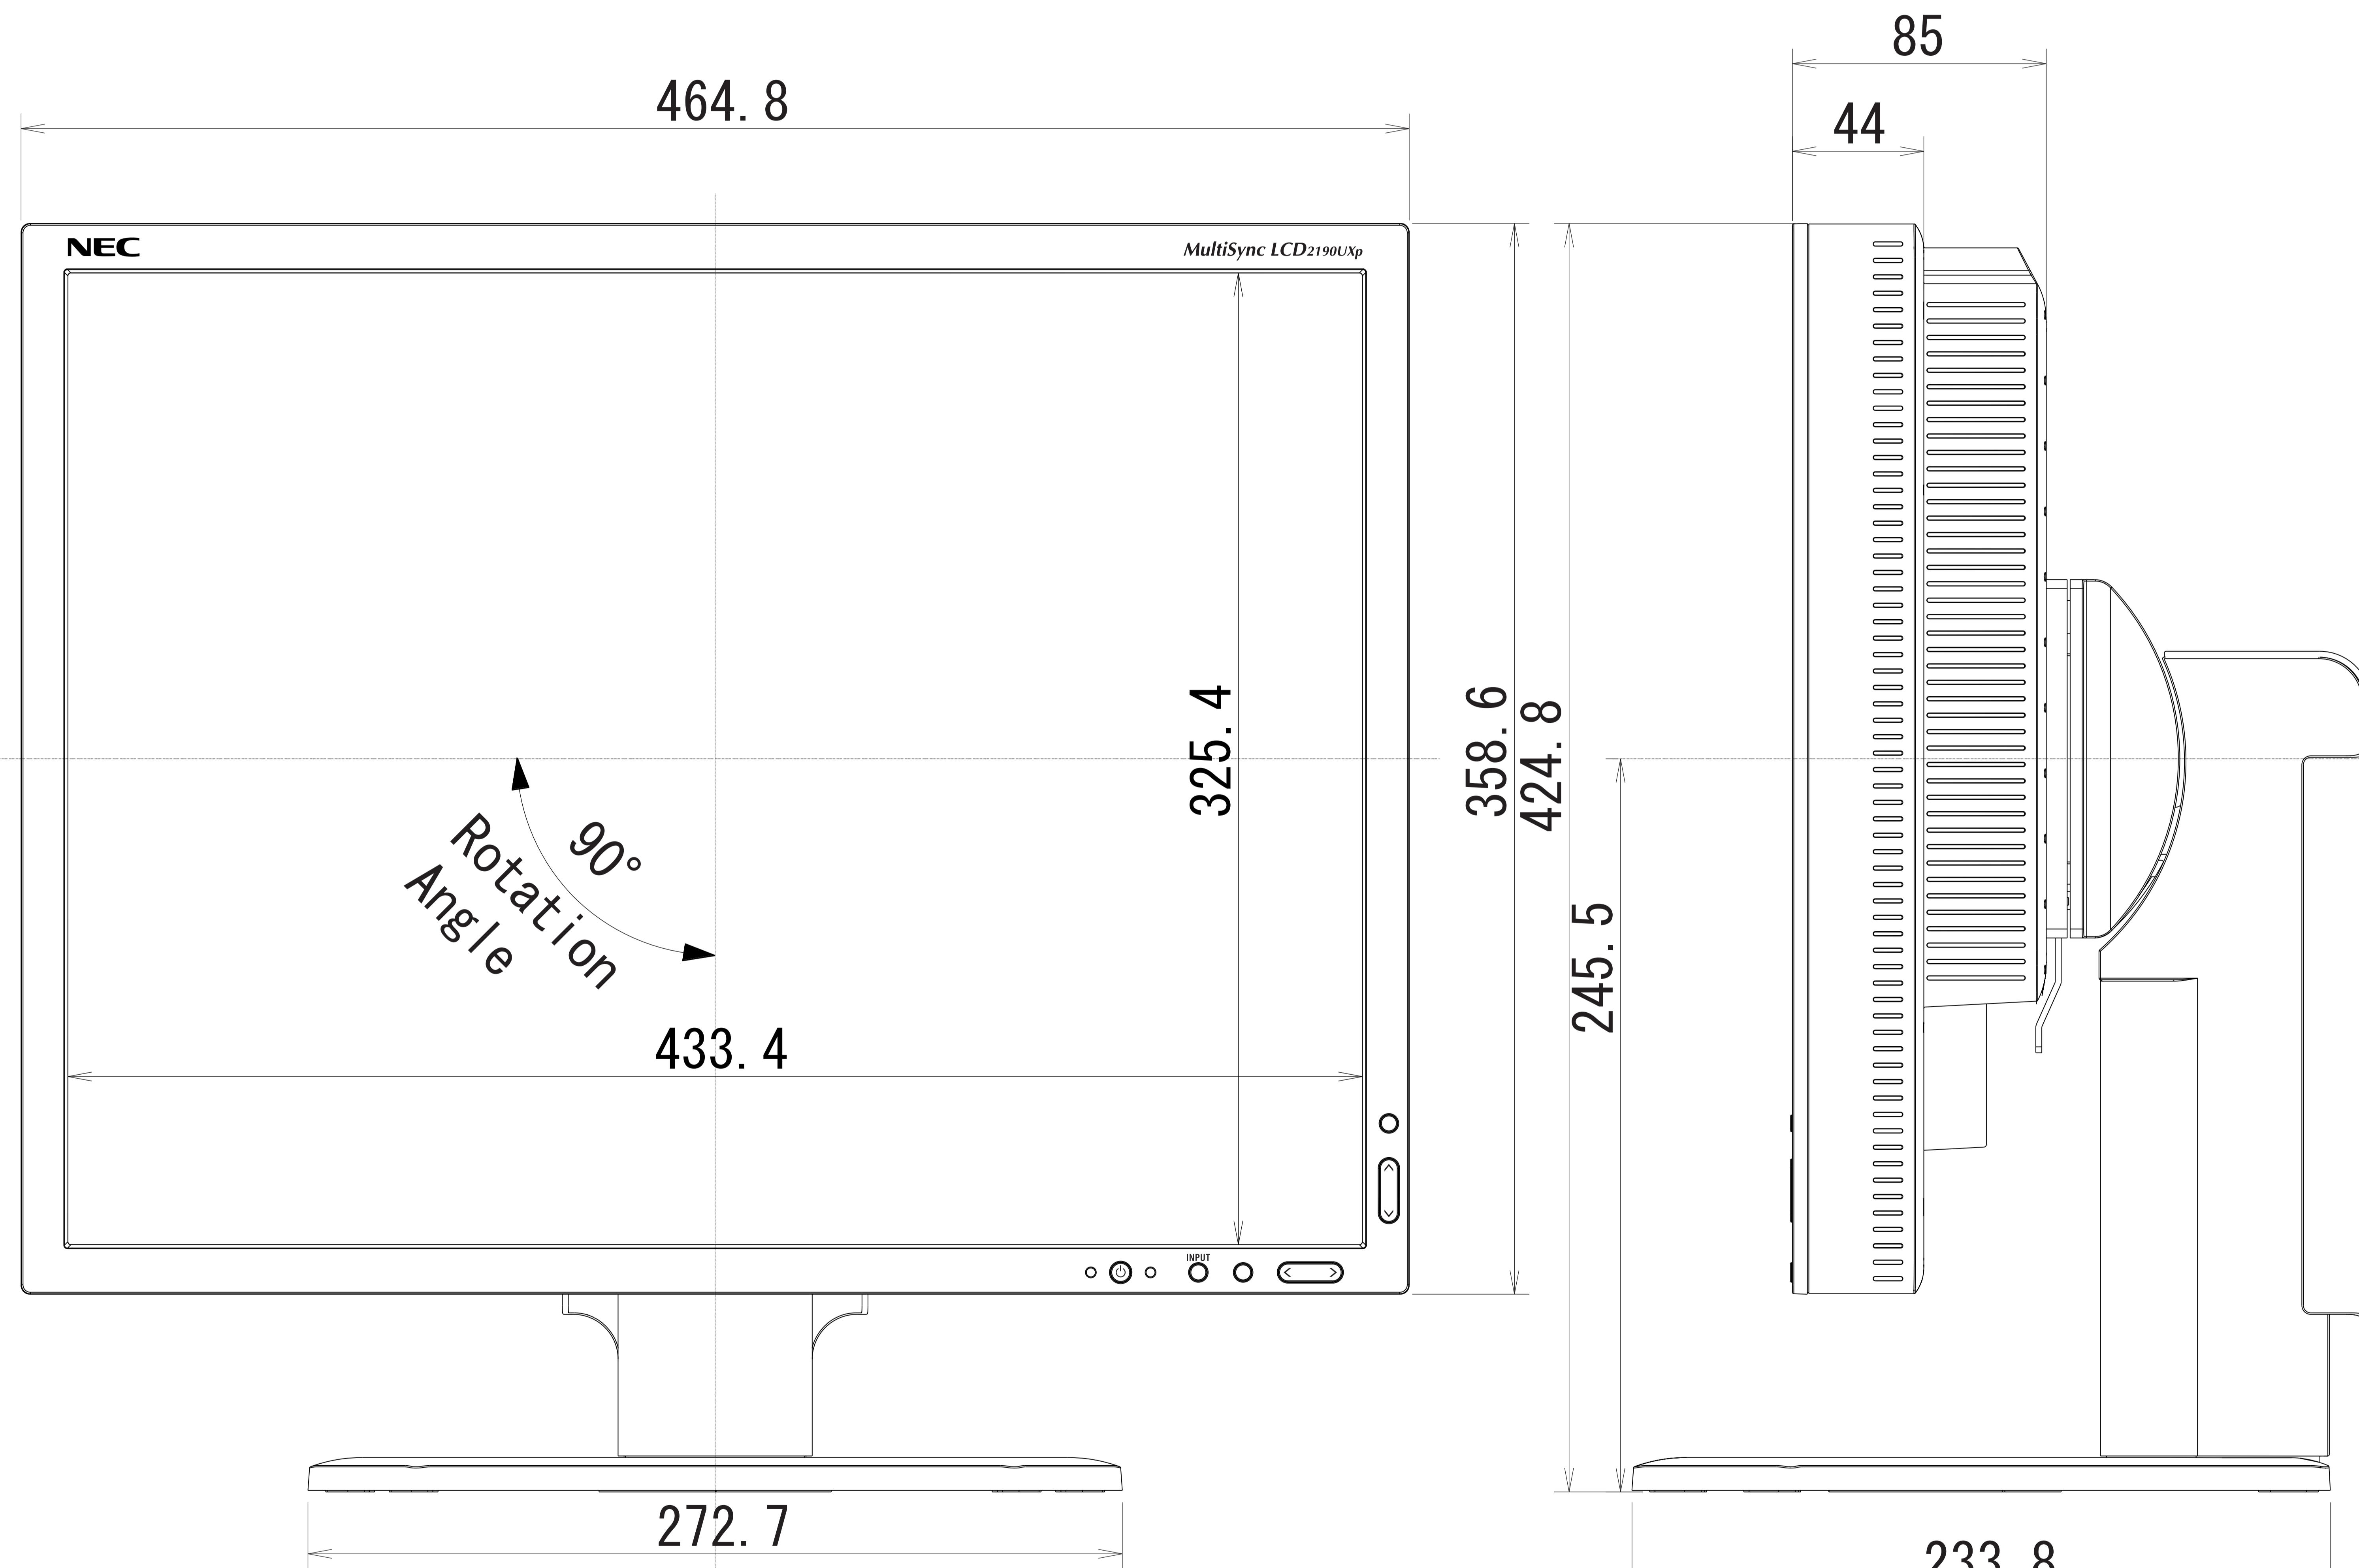 85
464. 8
44
NEC
MultiSync LCD2190UXp
325. 4
358. 6
424. 8
90°
Rotation
Angle
245. 5
433. 4
INPUT
272. 7
233. 8